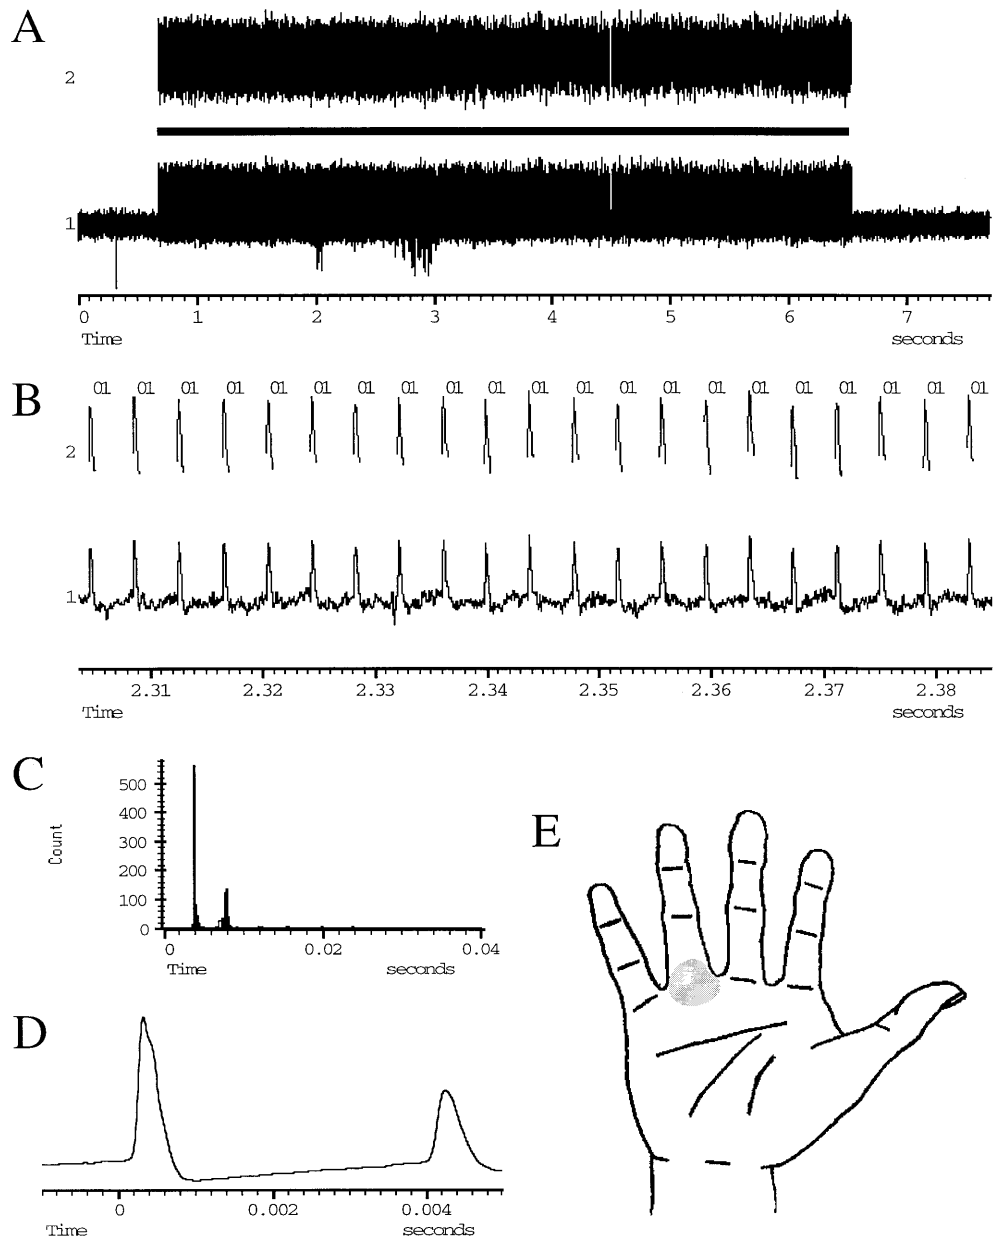 A
2
1
0 1 2 3 4 5 6 7
Time seconds
B
01 01 01 01 01 01 01 01 01 01 01 01 01 01 01 01 01 01 01 01 01
2
1
2.31 2.32 2.33 2.34 2.35 2.36 2.37 2.38
Time seconds
C
Count
500
400
300
200
100
0
0 0.02 0.04
Time seconds
E
D
0 0.002 0.004
Time seconds